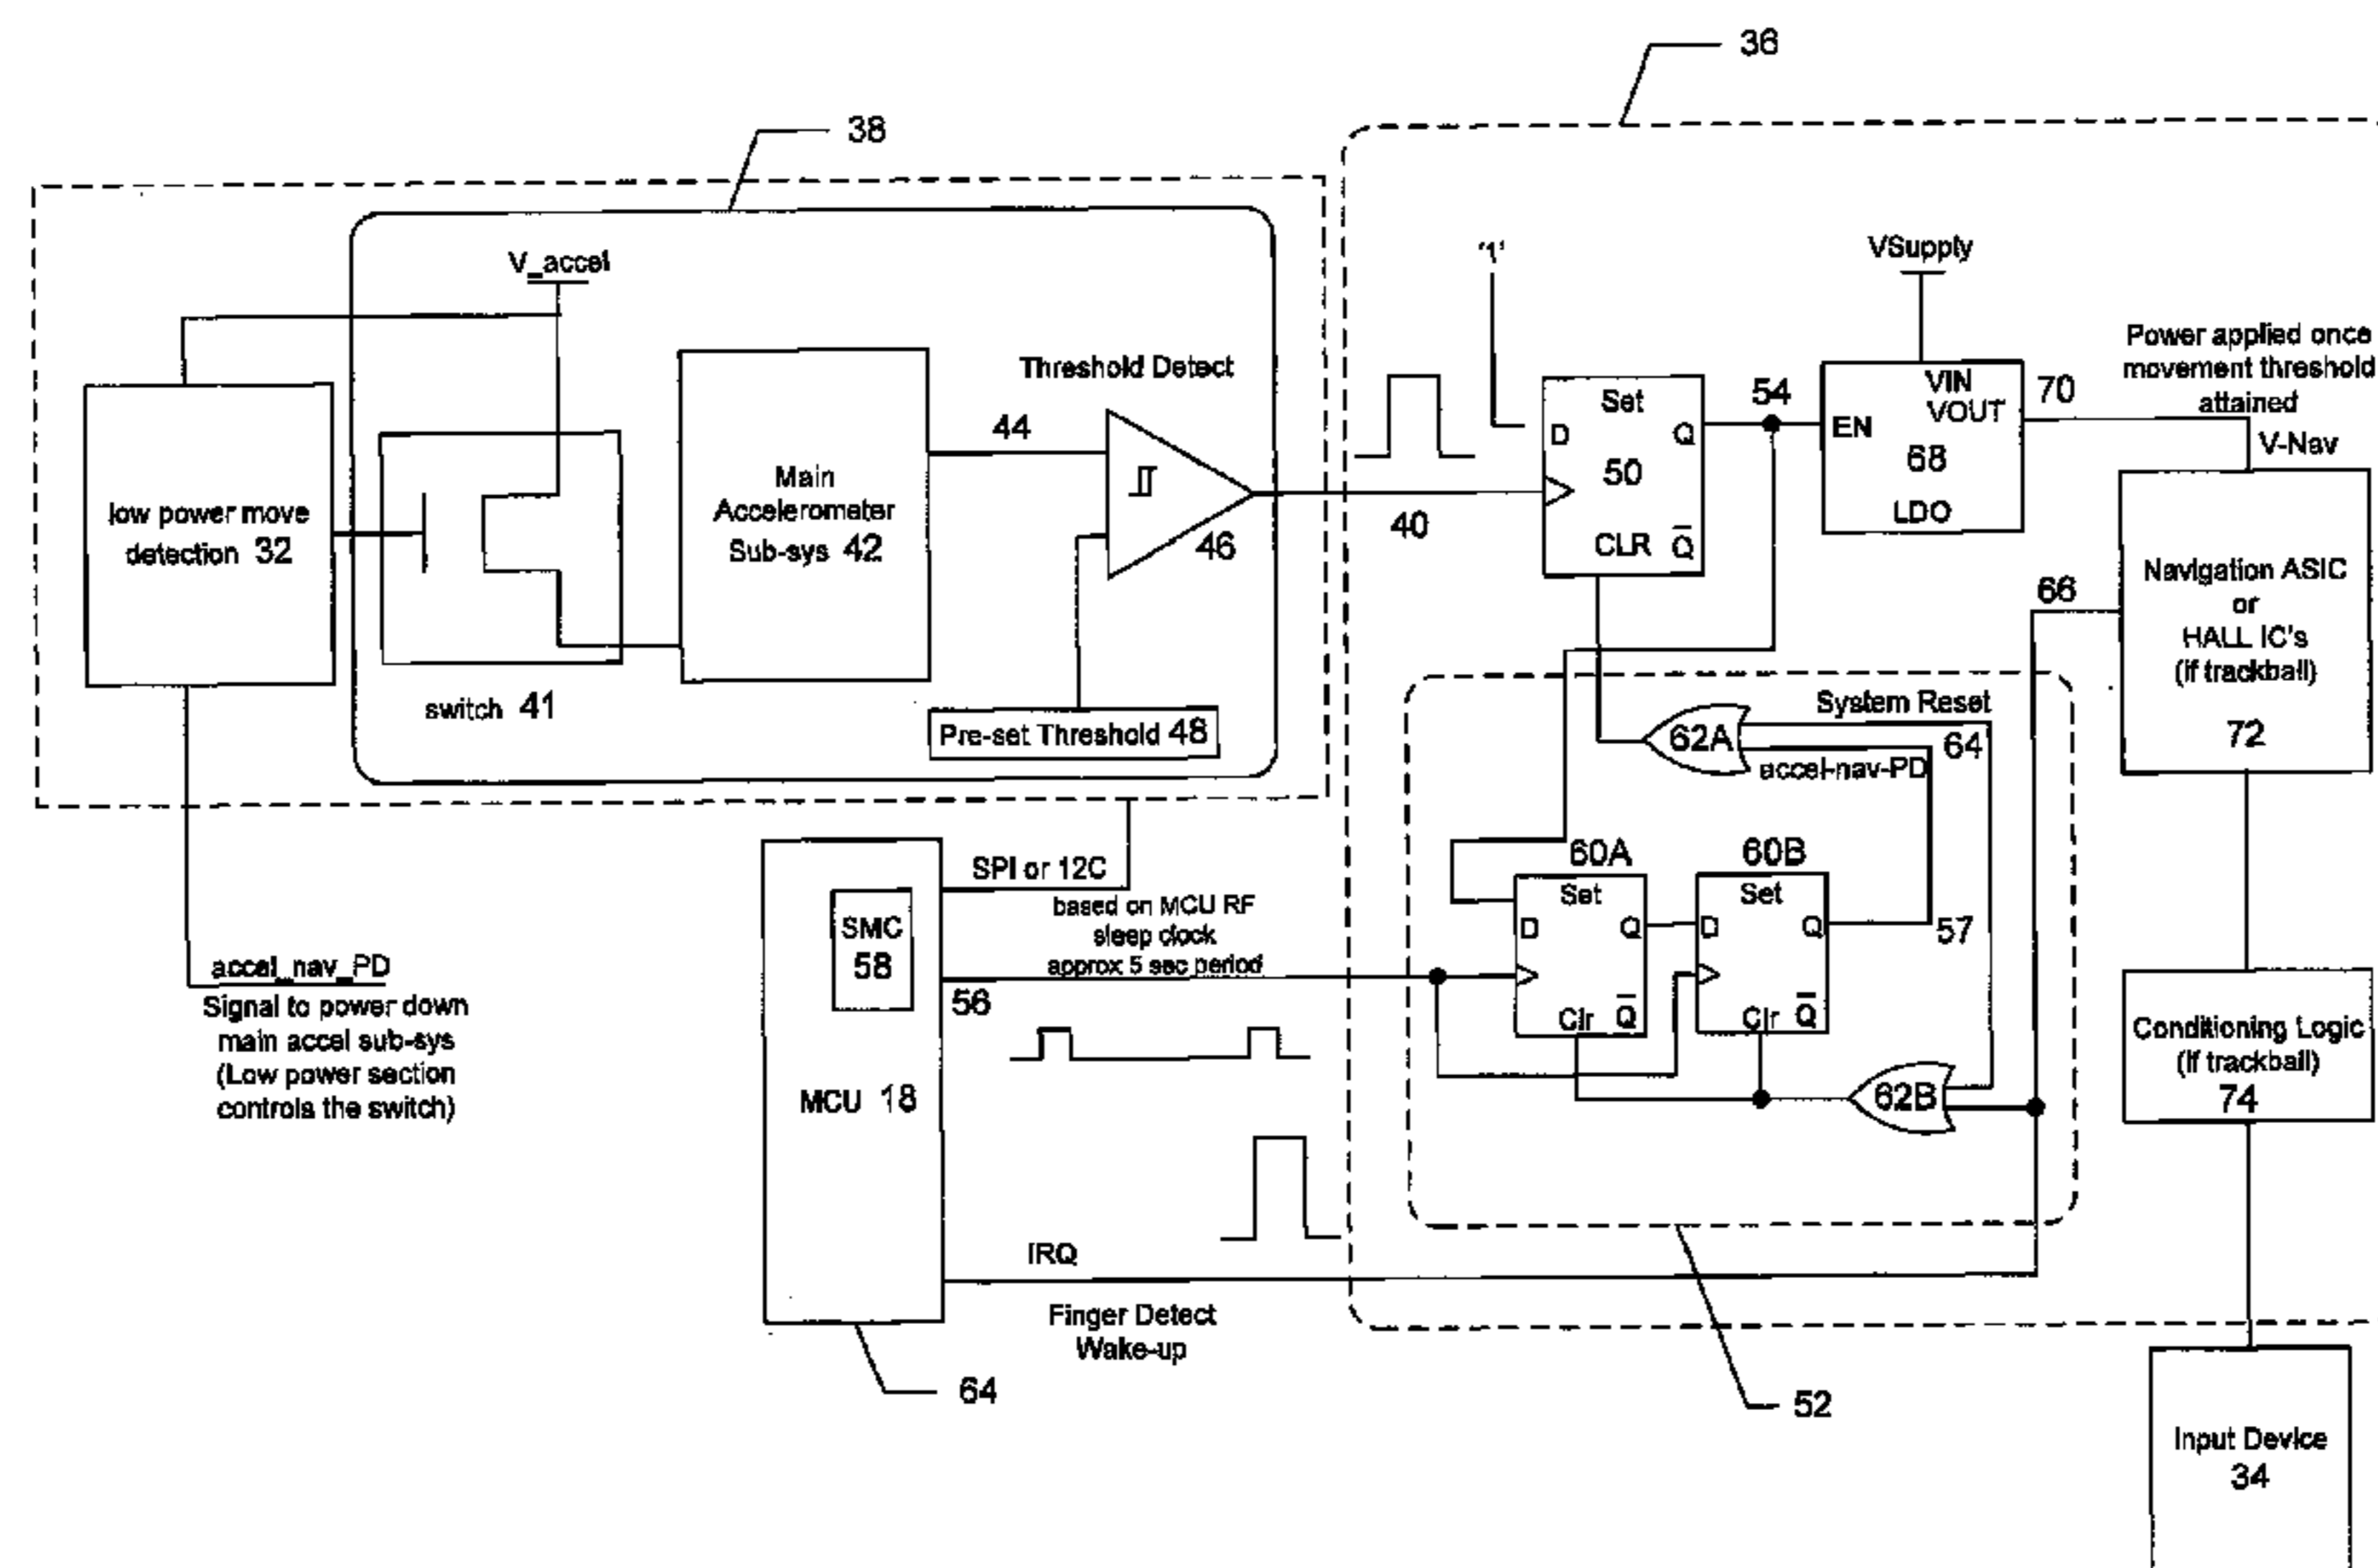 36
38
V_accel
'1'
VSupply
Power applied once
movement threshold
attained
V-Nav
low power move
detection 32
switch 41
Main
Accelerometer
Sub-sys 42
44
Threshold Detect
46
Pre-set Threshold 48
40
Set
D
Q
50
CLR Q
54
VIN
VOUT
EN
68
LDO
70
66
Navigation ASIC
or
HALL IC's
(if trackball)
72
System Reset
62A
64
accel-nav-PD
60A
60B
Set
D
Q
Clr Q
Set
D
Q
Clr Q
57
62B
accel_nav_PD
Signal to power down
main accel sub-sys
(Low power section
controls the switch)
SPI or 12C
SMC
58
based on MCU RF
sleep clock
approx 5 sec period
56
MCU 18
Conditioning Logic
(if trackball)
74
IRQ
Finger Detect
Wake-up
64
52
Input Device
34